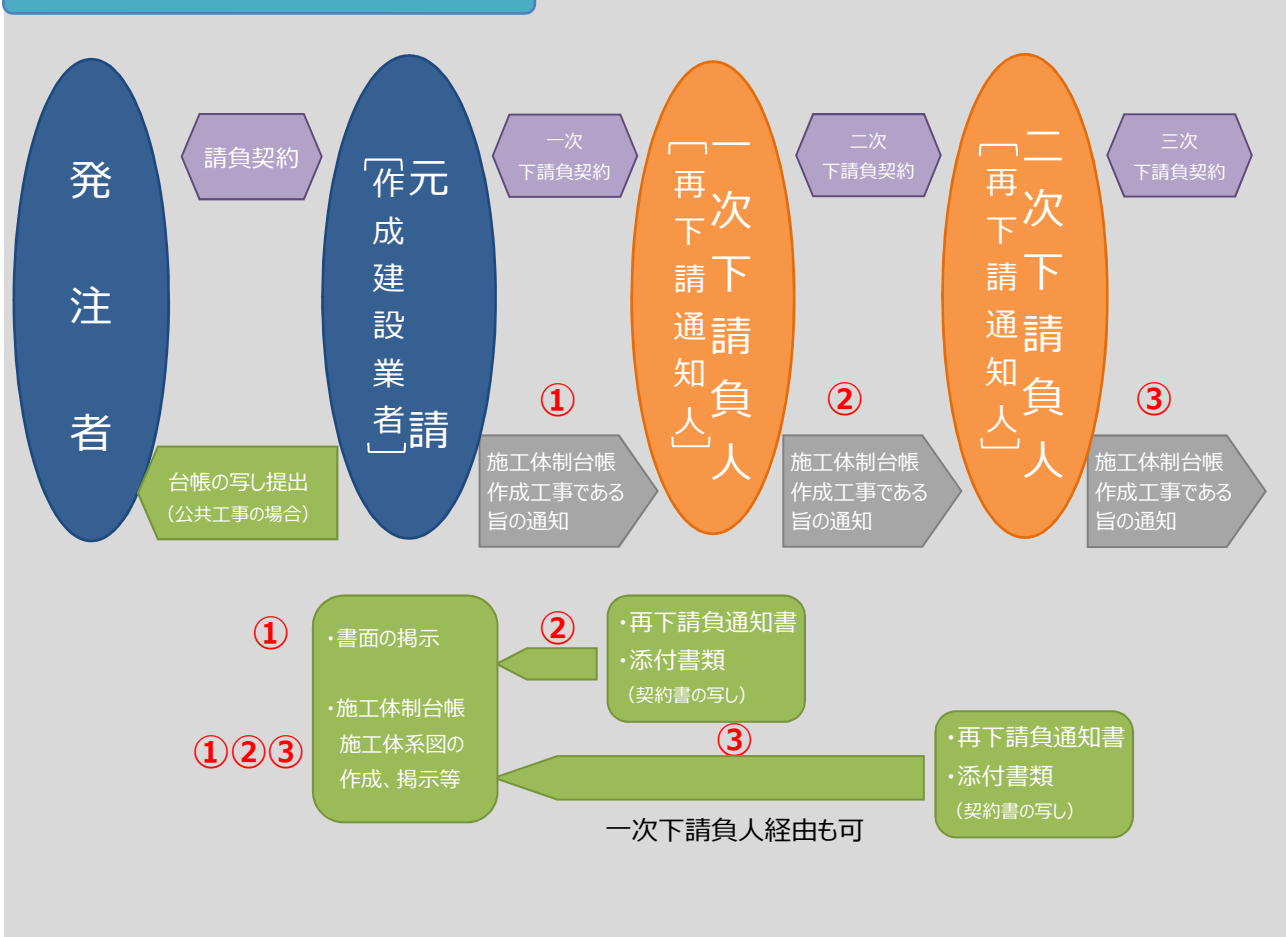 発注者
請負契約
元請
［作成建設業者］
一次
下請負契約
一次下請負人
［再下請通知人］
二次
下請負契約
二次下請負人
［再下請通知人］
三次
下請負契約
台帳の写し提出
（公共工事の場合）
①
施工体制台帳
作成工事である
旨の通知
②
施工体制台帳
作成工事である
旨の通知
③
施工体制台帳
作成工事である
旨の通知
①
・書面の掲示
①②③
・施工体制台帳
施工体系図の
作成、掲示等
②
・再下請負通知書
・添付書類
（契約書の写し）
③
・再下請負通知書
・添付書類
（契約書の写し）
一次下請負人経由も可